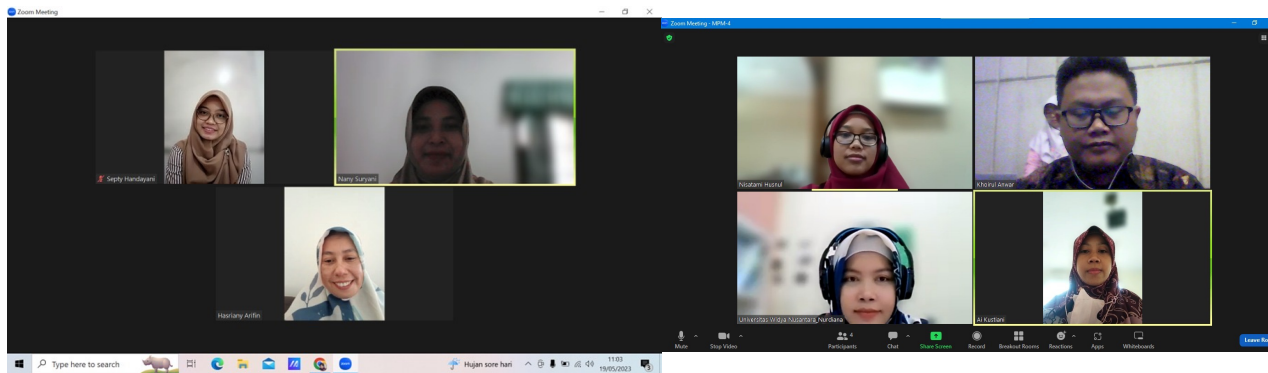 Zoom Meeting
Septy Handayani
Nany Suryani
Hasriany Arifin
Type here to search
Hujan sore hari
11:03
19/05/2023
Zoom Meeting - MPM-4
Nisatami Husnul
Khoirul Anwar
Universitas Widya Nusantara_Nurdiana
Ai Kustiani
Mute
Stop Video
4
Participants
Chat
Share Screen
Record
Breakout Rooms
Reactions
Apps
Whiteboards
Leave Ro